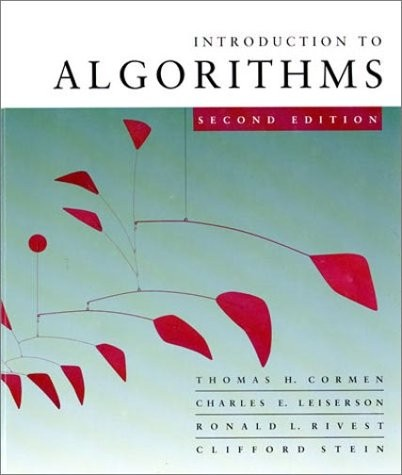 INTRODUCTION TO
ALGORITHMS
SECOND EDITION
THOMAS H. CORMEN
CHARLES E. LEISERSON
RONALD L. RIVEST
CLIFFORD STEIN